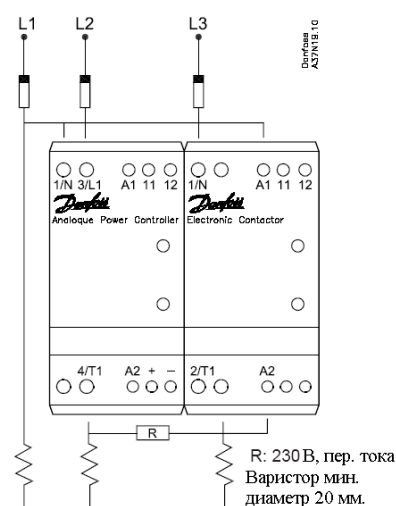 L1 L2 L3
Danfoss
A37N19.10
1/N 3/L1 A1 11 12 1/N A1 11 12
Danfoss Danfoss
Analoque Power Controller Electronic Contactor
4/T1 A2 + – 2/T1 A2
R
R: 230 В, пер. тока
Варистор мин.
диаметр 20 мм.